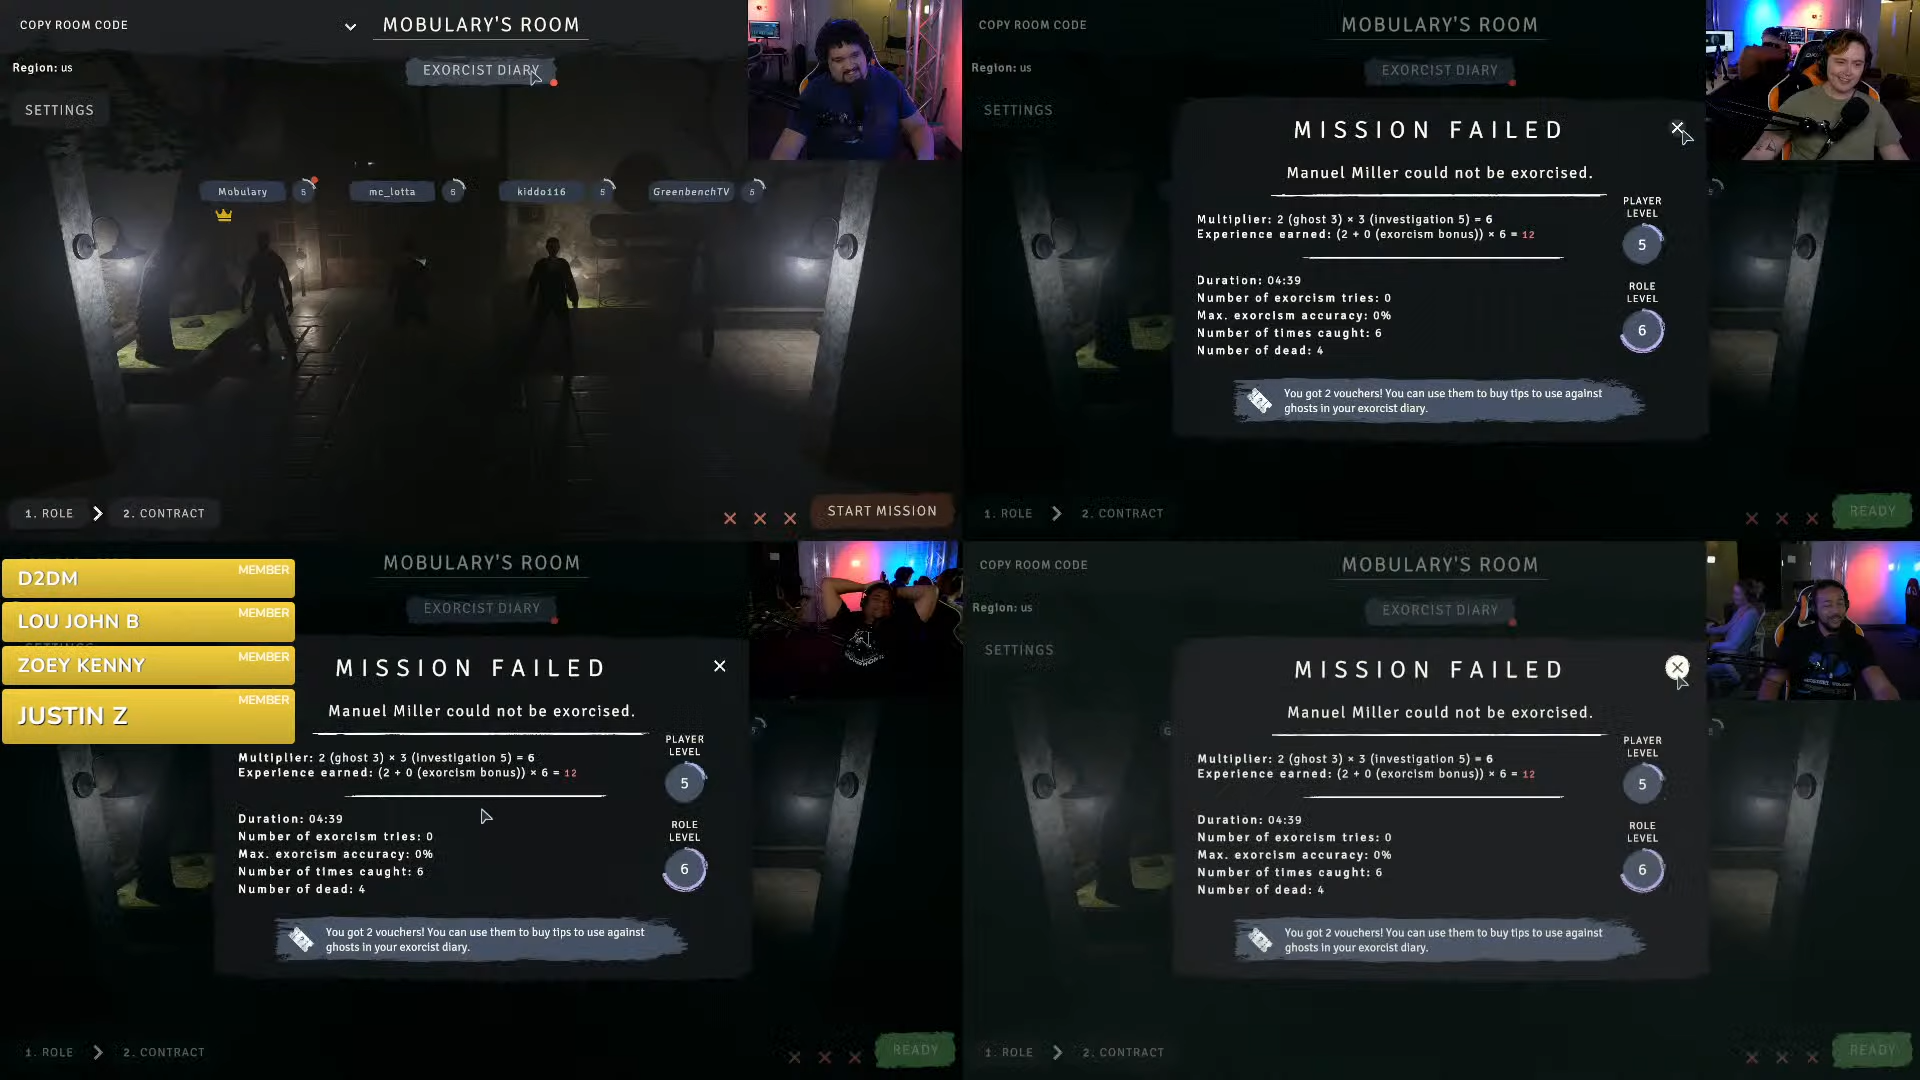 COPY ROOM CODE
MOBULARY'S ROOM
Region: us
EXORCIST DIARY
SETTINGS
Mobulary 5
mc_lotta 5
kiddo116 5
GreenbenchTV 5
1. ROLE
2. CONTRACT
START MISSION
COPY ROOM CODE
MOBULARY'S ROOM
Region: us
EXORCIST DIARY
SETTINGS
MISSION FAILED
Manuel Miller could not be exorcised.
Multiplier: 2 (ghost 3) × 3 (investigation 5) = 6
Experience earned: (2 + 0 (exorcism bonus)) × 6 = 12
PLAYER
LEVEL
5
Duration: 04:39
Number of exorcism tries: 0
Max. exorcism accuracy: 0%
Number of times caught: 6
Number of dead: 4
ROLE
LEVEL
6
You got 2 vouchers! You can use them to buy tips to use against
ghosts in your exorcist diary.
1. ROLE
2. CONTRACT
READY
MOBULARY'S ROOM
EXORCIST DIARY
D2DM MEMBER
LOU JOHN B MEMBER
ZOEY KENNY MEMBER
JUSTIN Z MEMBER
MISSION FAILED
Manuel Miller could not be exorcised.
Multiplier: 2 (ghost 3) × 3 (investigation 5) = 6
Experience earned: (2 + 0 (exorcism bonus)) × 6 = 12
PLAYER
LEVEL
5
Duration: 04:39
Number of exorcism tries: 0
Max. exorcism accuracy: 0%
Number of times caught: 6
Number of dead: 4
ROLE
LEVEL
6
You got 2 vouchers! You can use them to buy tips to use against
ghosts in your exorcist diary.
1. ROLE
2. CONTRACT
READY
COPY ROOM CODE
MOBULARY'S ROOM
Region: us
EXORCIST DIARY
SETTINGS
MISSION FAILED
Manuel Miller could not be exorcised.
Multiplier: 2 (ghost 3) × 3 (investigation 5) = 6
Experience earned: (2 + 0 (exorcism bonus)) × 6 = 12
PLAYER
LEVEL
5
Duration: 04:39
Number of exorcism tries: 0
Max. exorcism accuracy: 0%
Number of times caught: 6
Number of dead: 4
ROLE
LEVEL
6
You got 2 vouchers! You can use them to buy tips to use against
ghosts in your exorcist diary.
1. ROLE
2. CONTRACT
READY